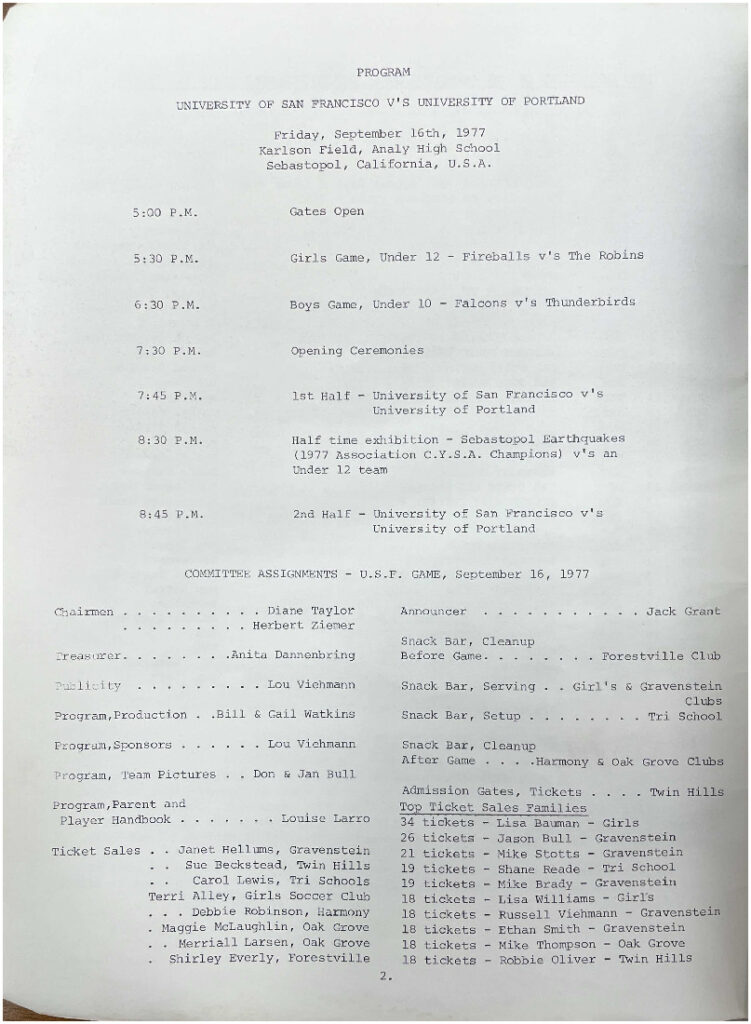 PROGRAM
UNIVERSITY OF SAN FRANCISCO V'S UNIVERSITY OF PORTLAND
Friday, September 16th, 1977
Karlson Field, Analy High School
Sebastopol, California, U.S.A.
5:00 P.M. Gates Open
5:30 P.M. Girls Game, Under 12 - Fireballs v's The Robins
6:30 P.M. Boys Game, Under 10 - Falcons v's Thunderbirds
7:30 P.M. Opening Ceremonies
7:45 P.M. 1st Half - University of San Francisco v's
University of Portland
8:30 P.M. Half time exhibition - Sebastopol Earthquakes
(1977 Association C.Y.S.A. Champions) v's an
Under 12 team
8:45 P.M. 2nd Half - University of San Francisco v's
University of Portland
COMMITTEE ASSIGNMENTS - U.S.F. GAME, September 16, 1977
Chairmen . . . . . . . . . . Diane Taylor
. . . . . . . . . Herbert Ziemer
Treasurer. . . . . . . .Anita Dannenbring
Publicity . . . . . . . . . Lou Viehmann
Program,Production . .Bill & Gail Watkins
Program,Sponsors . . . . . . Lou Viehmann
Program, Team Pictures . . Don & Jan Bull
Program,Parent and
Player Handbook . . . . . . . Louise Larro
Ticket Sales . . Janet Hellums, Gravenstein
. . Sue Beckstead, Twin Hills
. . Carol Lewis, Tri Schools
Terri Alley, Girls Soccer Club
. . . Debbie Robinson, Harmony
. Maggie McLaughlin, Oak Grove
. . Merriall Larsen, Oak Grove
. Shirley Everly, Forestville
Announcer . . . . . . . . . . . Jack Grant
Snack Bar, Cleanup
Before Game. . . . . . . . Forestville Club
Snack Bar, Serving . . Girl's & Gravenstein
Clubs
Snack Bar, Setup . . . . . . . . Tri School
Snack Bar, Cleanup
After Game . . . .Harmony & Oak Grove Clubs
Admission Gates, Tickets . . . . Twin Hills
Top Ticket Sales Families
34 tickets - Lisa Bauman - Girls
26 tickets - Jason Bull - Gravenstein
21 tickets - Mike Stotts - Gravenstein
19 tickets - Shane Reade - Tri School
19 tickets - Mike Brady - Gravenstein
18 tickets - Lisa Williams - Girl's
18 tickets - Russell Viehmann - Gravenstein
18 tickets - Ethan Smith - Gravenstein
18 tickets - Mike Thompson - Oak Grove
18 tickets - Robbie Oliver - Twin Hills
2.